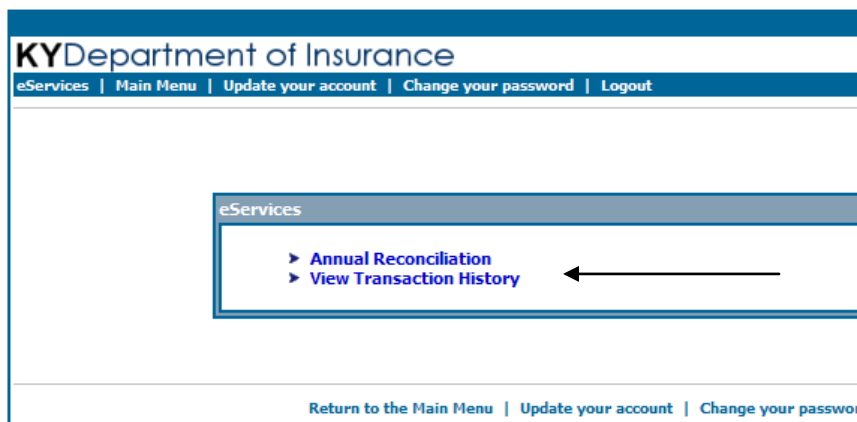 KYDepartment of Insurance
eServices | Main Menu | Update your account | Change your password | Logout
eServices
Annual Reconciliation
View Transaction History
Return to the Main Menu | Update your account | Change your passwor